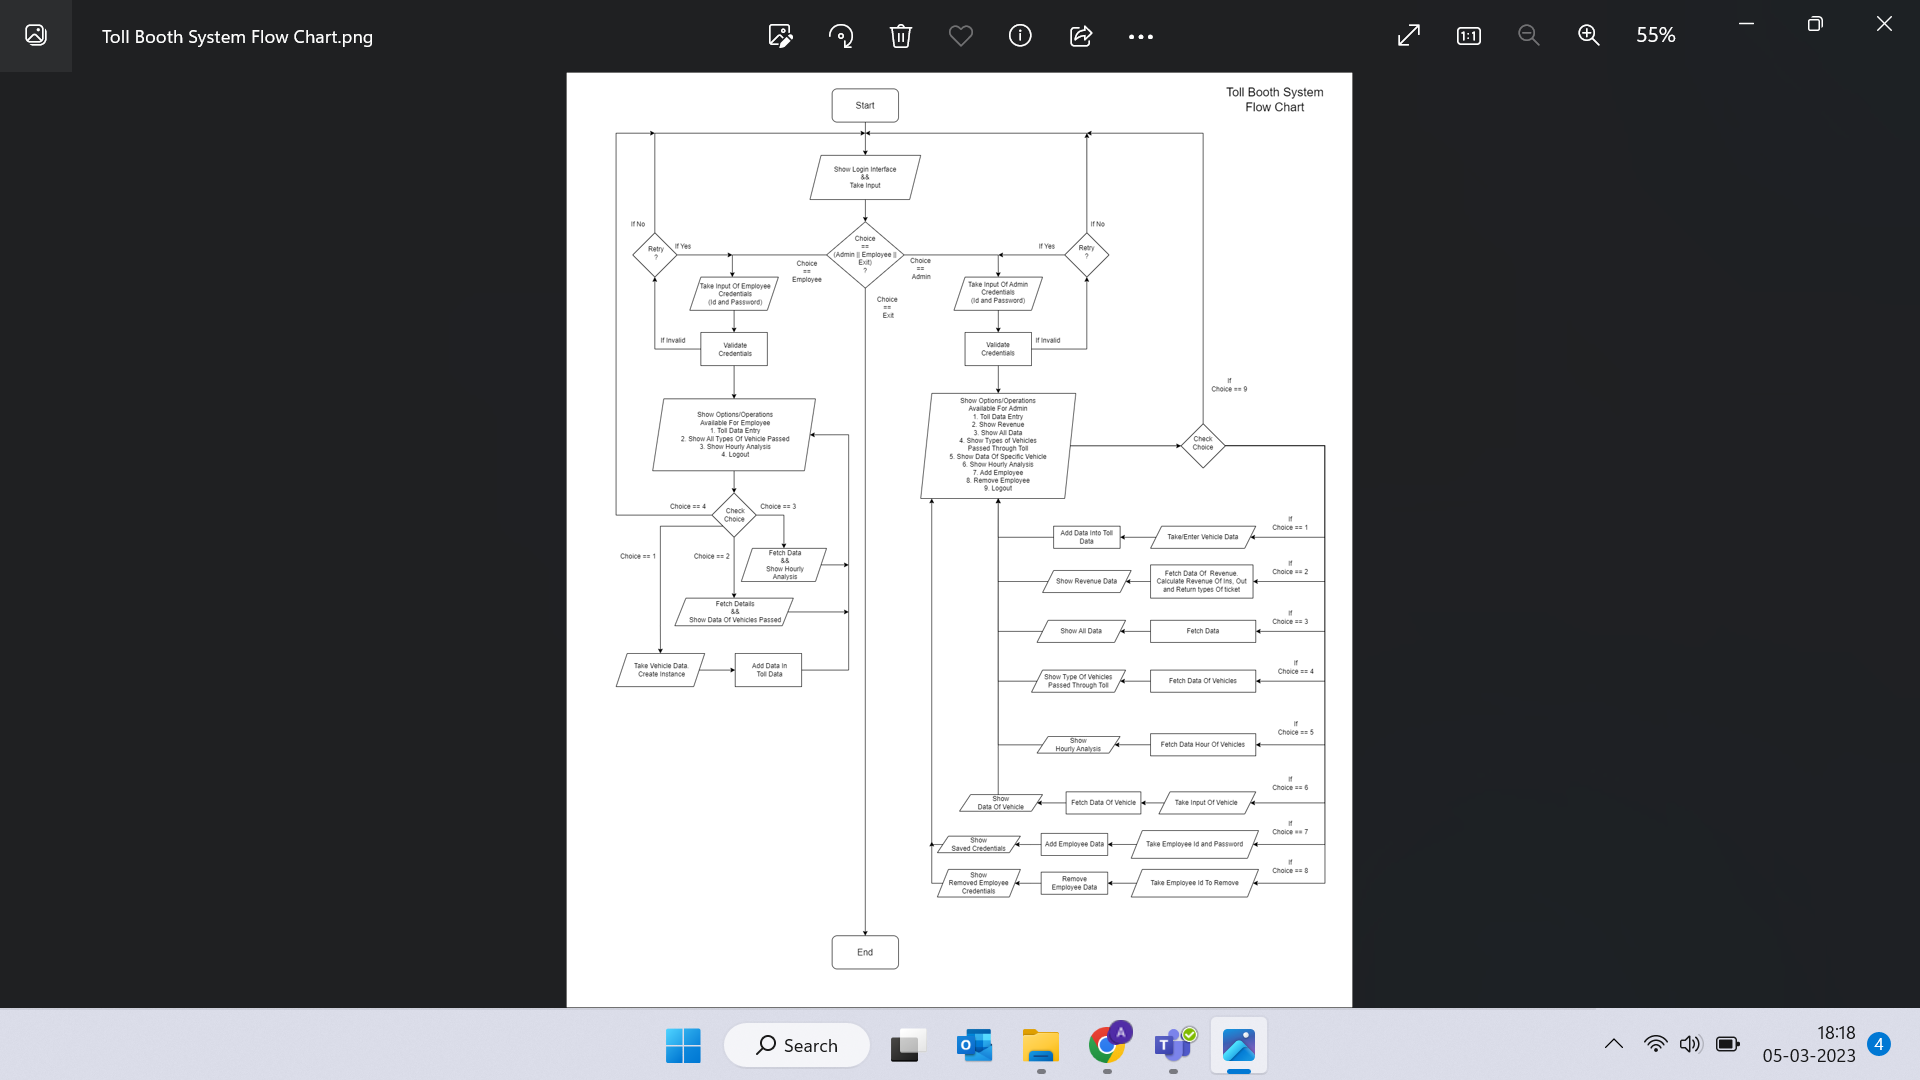 Toll Booth System Flow Chart.png
55%
Toll Booth System
Flow Chart
Start
Show Login Interface
&&
Take Input
If No
If No
Retry
?
If Yes
Choice
==
(Admin || Employee ||
Exit)
?
If Yes
Retry
?
Choice
==
Employee
Choice
==
Admin
Take Input Of Employee
Credentials
(Id and Password)
Choice
==
Exit
Take Input Of Admin
Credentials
(Id and Password)
If Invalid
Validate
Credentials
Validate
Credentials
If Invalid
If
Choice == 9
Show Options/Operations
Available For Employee
1. Toll Data Entry
2. Show All Types Of Vehicle Passed
3. Show Hourly Analysis
4. Logout
Show Options/Operations
Available For Admin
1. Toll Data Entry
2. Show Revenue
3. Show All Data
4. Show Types of Vehicles
Passed Through Toll
5. Show Data Of Specific Vehicle
6. Show Hourly Analysis
7. Add Employee
8. Remove Employee
9. Logout
Check
Choice
Choice == 4
Check
Choice
Choice == 3
Choice == 1
Choice == 2
Fetch Data
&&
Show Hourly
Analysis
Fetch Details
&&
Show Data Of Vehicles Passed
Take Vehicle Data.
Create Instance
Add Data In
Toll Data
Add Data Into Toll
Data
Take/Enter Vehicle Data
If
Choice == 1
Show Revenue Data
Fetch Data Of Revenue.
Calculate Revenue Of Ins, Out
and Return types Of ticket
If
Choice == 2
Show All Data
Fetch Data
If
Choice == 3
Show Type Of Vehicles
Passed Through Toll
Fetch Data Of Vehicles
If
Choice == 4
Show
Hourly Analysis
Fetch Data Hour Of Vehicles
If
Choice == 5
Show
Data Of Vehicle
Fetch Data Of Vehicle
Take Input Of Vehicle
If
Choice == 6
Show
Saved Credentials
Add Employee Data
Take Employee Id and Password
If
Choice == 7
Show
Removed Employee
Credentials
Remove
Employee Data
Take Employee Id To Remove
If
Choice == 8
End
Search
A
18:18
05-03-2023
4